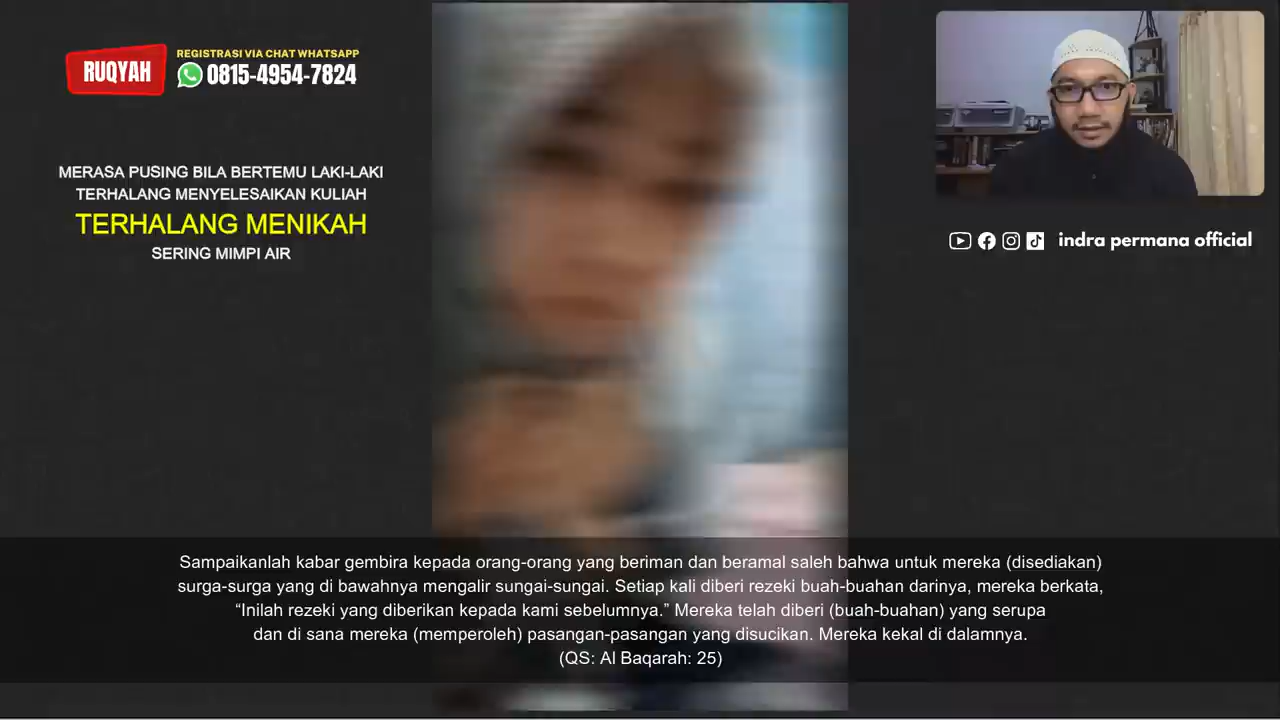 RUQYAH
REGISTRASI VIA CHAT WHATSAPP
0815-4954-7824
MERASA PUSING BILA BERTEMU LAKI-LAKI
TERHALANG MENYELESAIKAN KULIAH
TERHALANG MENIKAH
SERING MIMPI AIR
indra permana official
Sampaikanlah kabar gembira kepada orang-orang yang beriman dan beramal saleh bahwa untuk mereka (disediakan)
surga-surga yang di bawahnya mengalir sungai-sungai. Setiap kali diberi rezeki buah-buahan darinya, mereka berkata,
“Inilah rezeki yang diberikan kepada kami sebelumnya.” Mereka telah diberi (buah-buahan) yang serupa
dan di sana mereka (memperoleh) pasangan-pasangan yang disucikan. Mereka kekal di dalamnya.
(QS: Al Baqarah: 25)